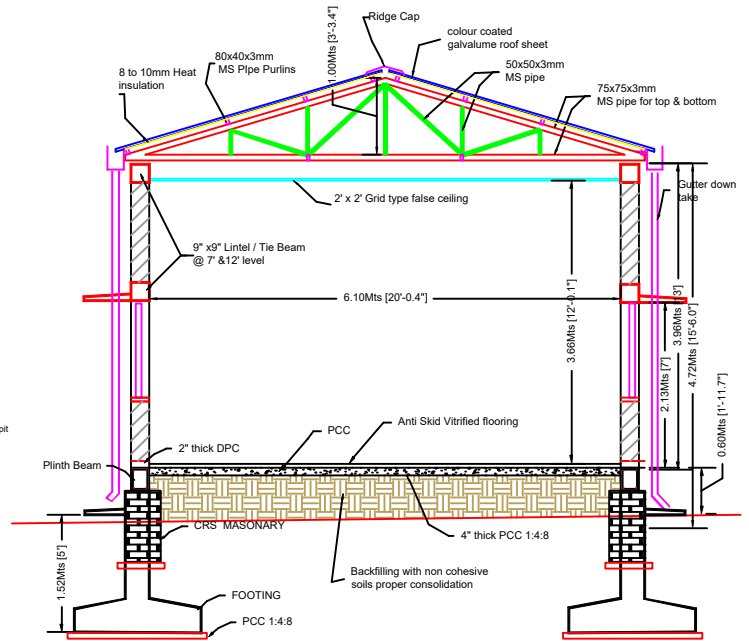 Ridge Cap
colour coated
galvalume roof sheet
80x40x3mm
MS PIpe Purlins
1.00Mts [3'-3.4"]
50x50x3mm
MS pipe
8 to 10mm Heat
insulation
75x75x3mm
MS pipe for top & bottom
2' x 2' Grid type false ceiling
Gutter down
take
9" x9" Lintel / Tie Beam
@ 7' &12' level
6.10Mts [20'-0.4"]
3.66Mts [12'-0.1"]
3.96Mts [13']
4.72Mts [15'-6.0"]
2.13Mts [7']
0.60Mts [1'-11.7"]
pit
2" thick DPC
PCC
Anti Skid Vitrified flooring
Plinth Beam
CRS MASONARY
4" thick PCC 1:4:8
1.52Mts [5']
Backfilling with non cohesive
soils proper consolidation
FOOTING
PCC 1:4:8